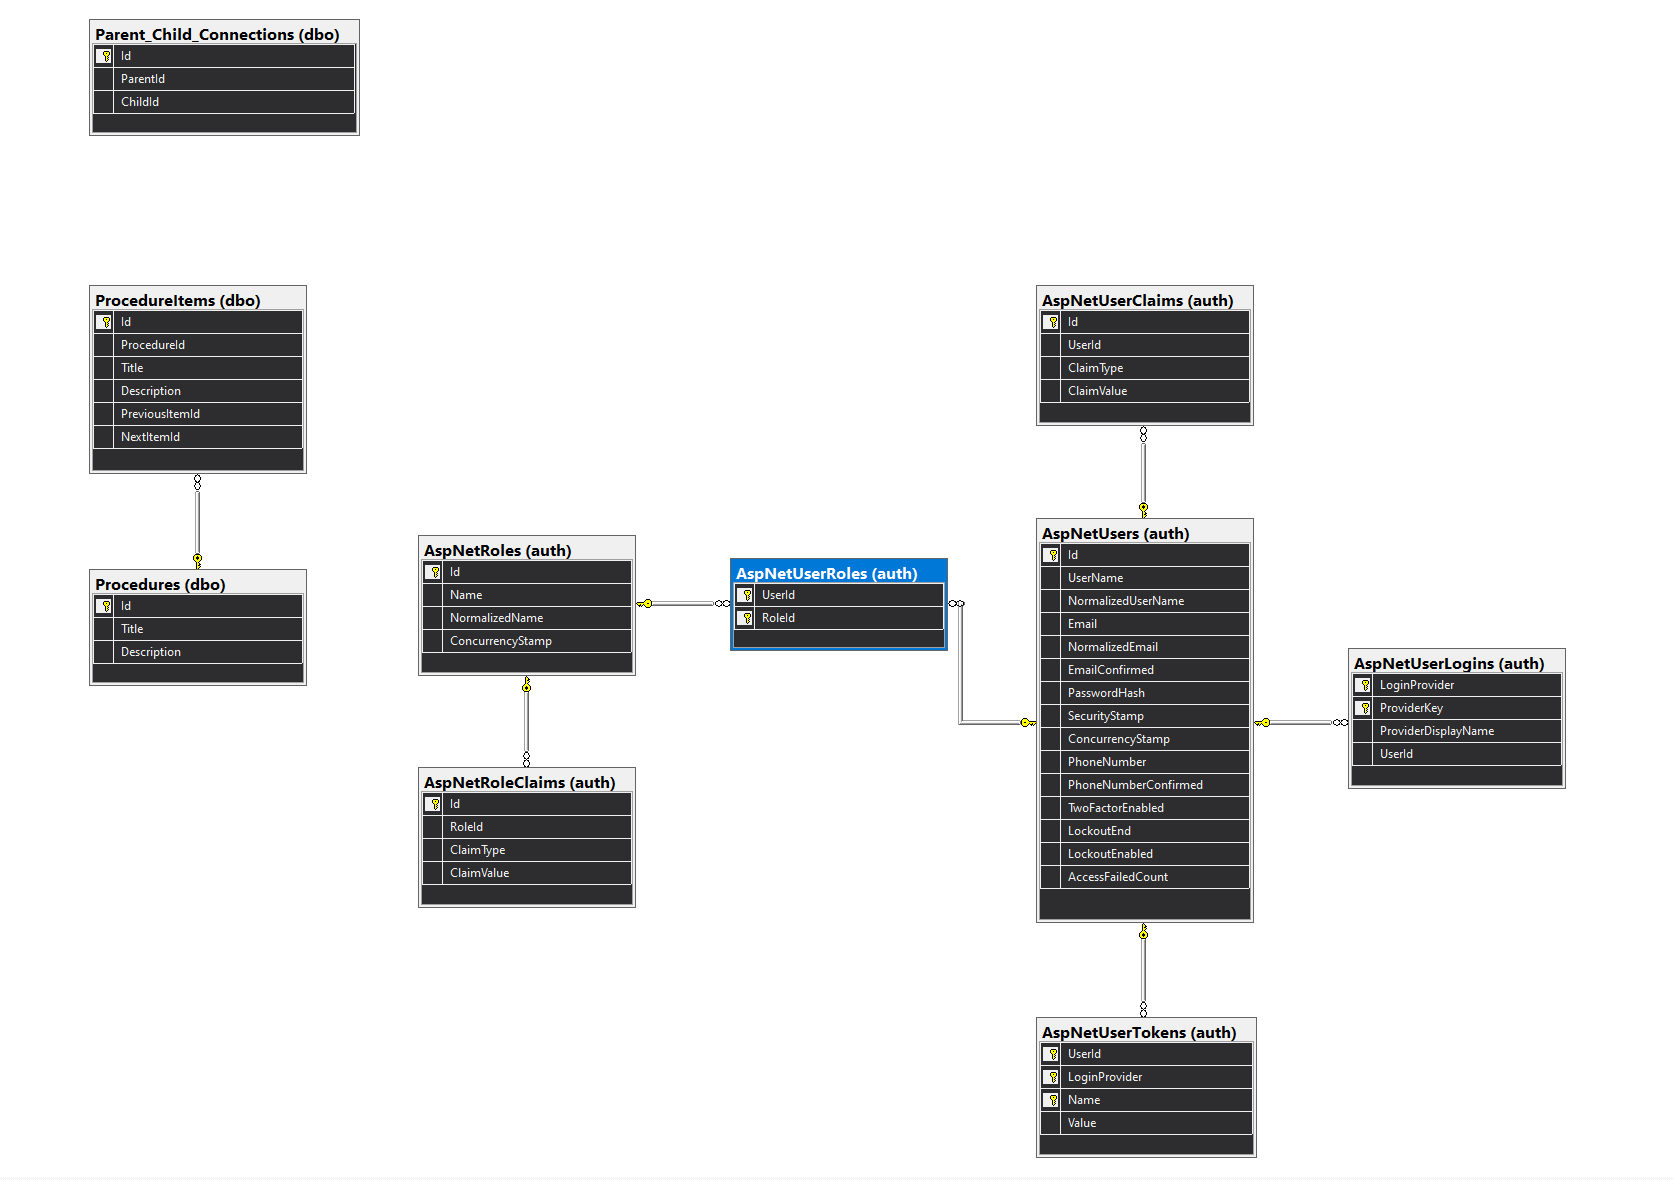 Parent_Child_Connections (dbo)
Id
ParentId
ChildId
ProcedureItems (dbo)
Id
ProcedureId
Title
Description
PreviousItemId
NextItemId
Procedures (dbo)
Id
Title
Description
AspNetRoles (auth)
Id
Name
NormalizedName
ConcurrencyStamp
AspNetRoleClaims (auth)
Id
RoleId
ClaimType
ClaimValue
AspNetUserRoles (auth)
UserId
RoleId
AspNetUserClaims (auth)
Id
UserId
ClaimType
ClaimValue
AspNetUsers (auth)
Id
UserName
NormalizedUserName
Email
NormalizedEmail
EmailConfirmed
PasswordHash
SecurityStamp
ConcurrencyStamp
PhoneNumber
PhoneNumberConfirmed
TwoFactorEnabled
LockoutEnd
LockoutEnabled
AccessFailedCount
AspNetUserLogins (auth)
LoginProvider
ProviderKey
ProviderDisplayName
UserId
AspNetUserTokens (auth)
UserId
LoginProvider
Name
Value